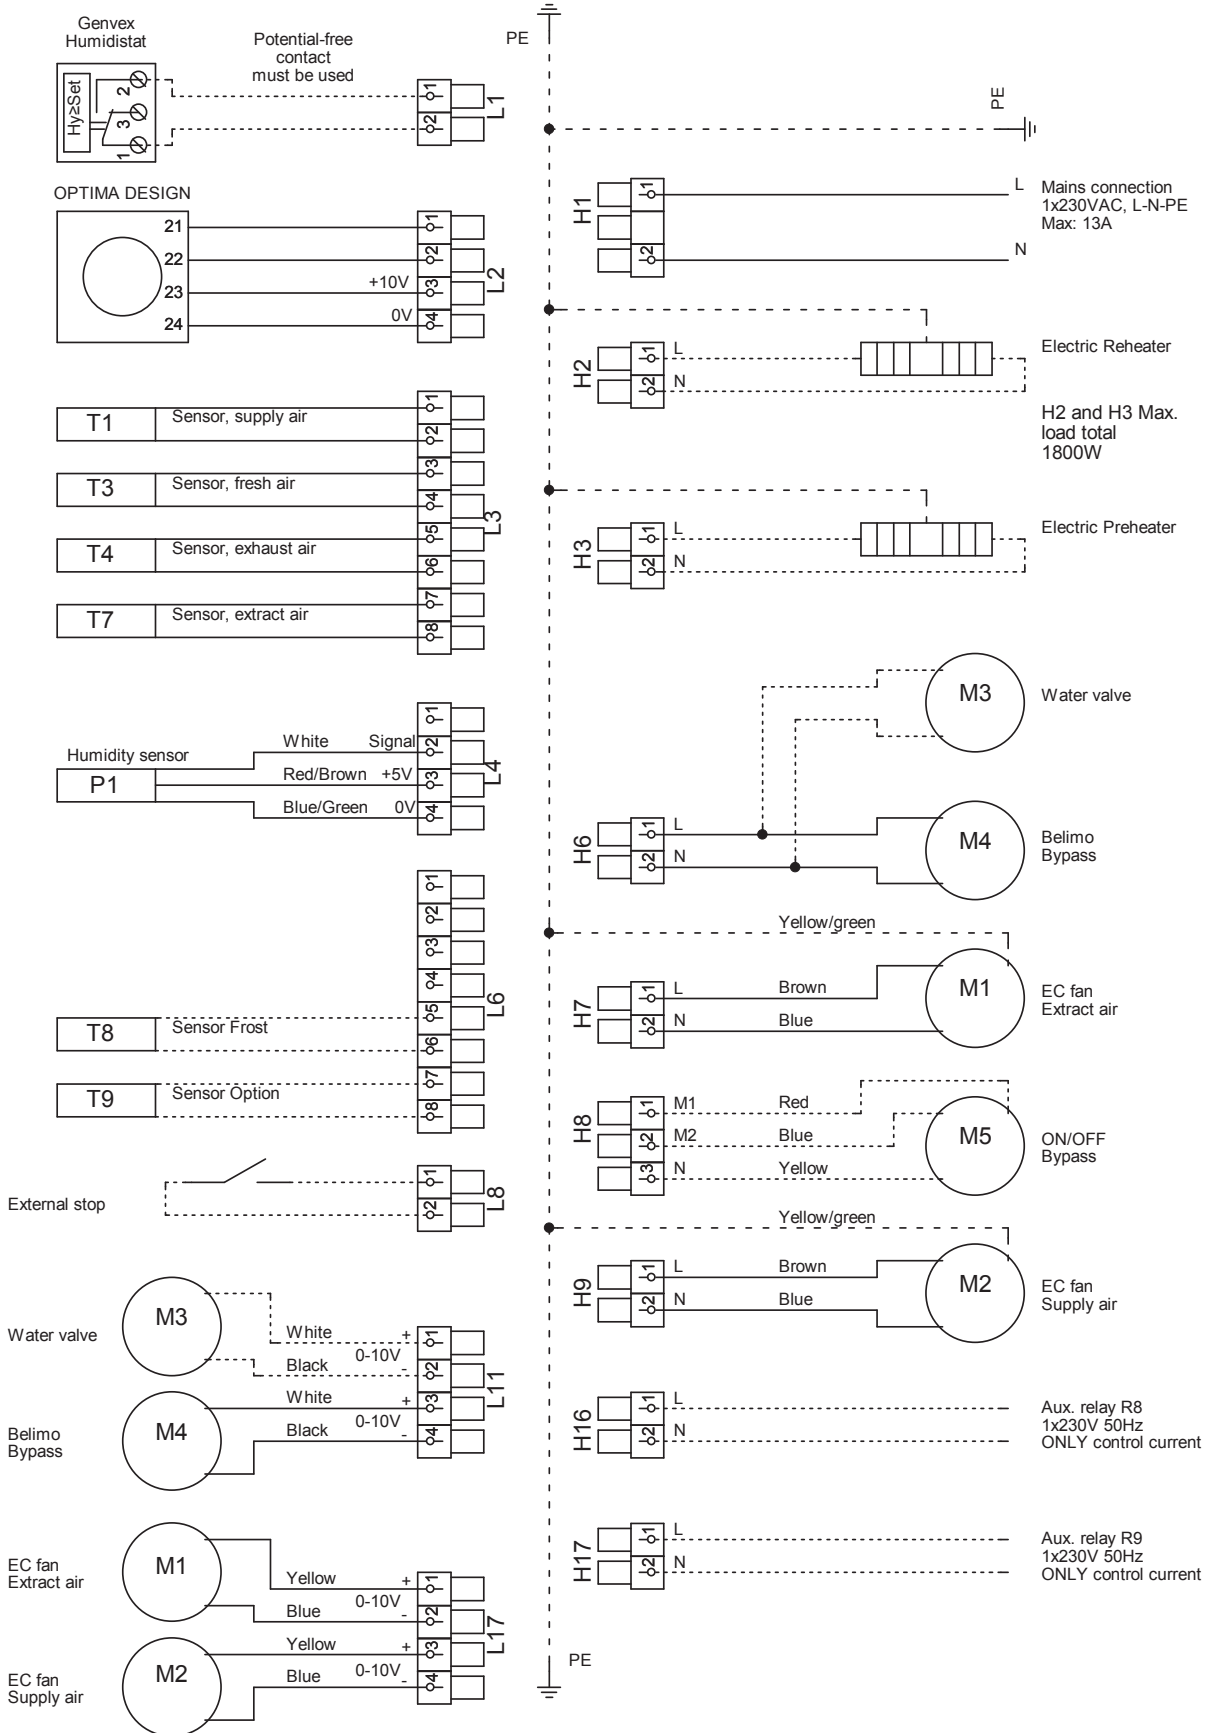 Genvex
Humidistat
Potential-free
contact
must be used
Hy≥Set
2
3
1
1
2
L1
OPTIMA DESIGN
21
22
23
24
+10V
0V
1
2
3
4
L2
T1
Sensor, supply air
T3
Sensor, fresh air
T4
Sensor, exhaust air
T7
Sensor, extract air
1
2
3
4
5
6
7
8
L3
Humidity sensor
P1
White Signal
Red/Brown +5V
Blue/Green 0V
1
2
3
4
L4
T8
Sensor Frost
T9
Sensor Option
1
2
3
4
5
6
7
8
L6
External stop
1
2
L8
Water valve
M3
White +
0-10V
Black -
Belimo
Bypass
M4
White +
0-10V
Black -
1
2
3
4
L11
EC fan
Extract air
M1
Yellow +
0-10V
Blue -
EC fan
Supply air
M2
Yellow +
0-10V
Blue -
1
2
3
4
L17
PE
PE
H1
1
2
L
N
Mains connection
1x230VAC, L-N-PE
Max: 13A
H2
1
2
L
N
Electric Reheater
H2 and H3 Max.
load total
1800W
H3
1
2
L
N
Electric Preheater
M3
Water valve
H6
1
2
L
N
M4
Belimo
Bypass
Yellow/green
H7
1
2
L
N
Brown
Blue
M1
EC fan
Extract air
H8
1
2
3
M1
M2
N
Red
Blue
Yellow
M5
ON/OFF
Bypass
Yellow/green
H9
1
2
L
N
Brown
Blue
M2
EC fan
Supply air
H16
1
2
L
N
Aux. relay R8
1x230V 50Hz
ONLY control current
H17
1
2
L
N
Aux. relay R9
1x230V 50Hz
ONLY control current
PE